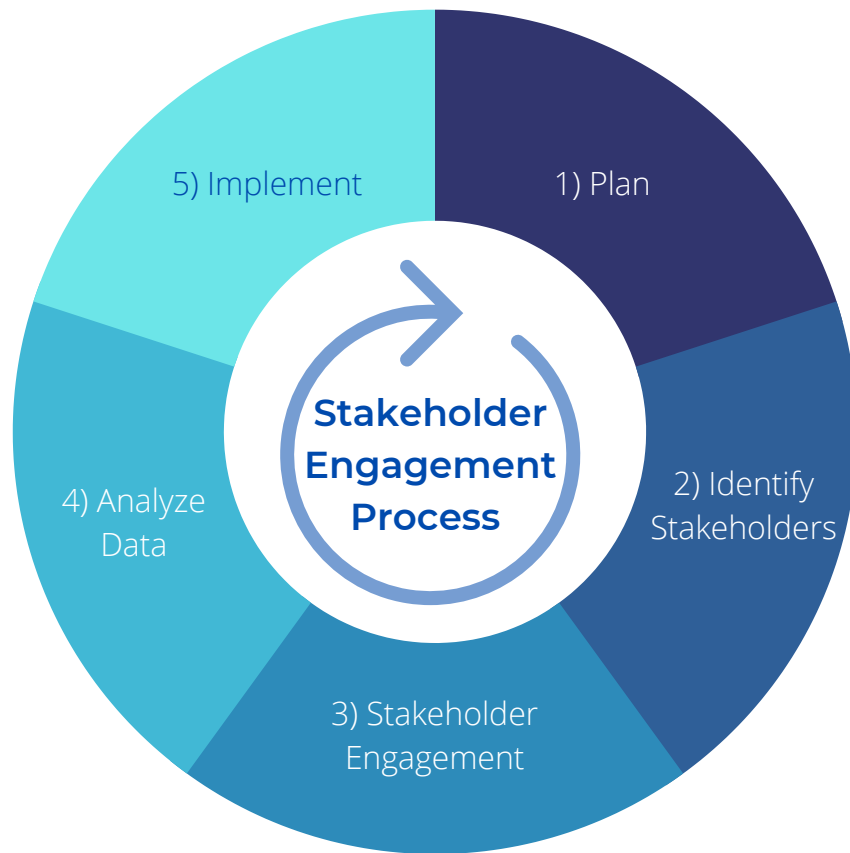 Stakeholder
Engagement
Process
1) Plan
2) Identify
Stakeholders
3) Stakeholder
Engagement
4) Analyze
Data
5) Implement